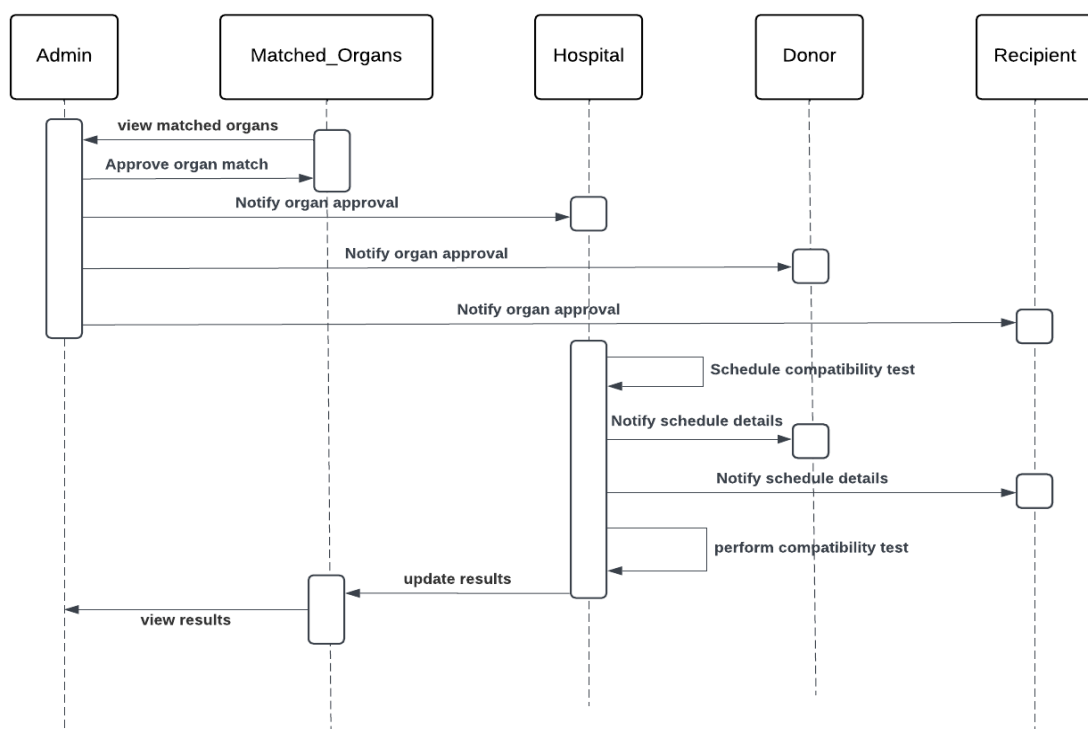 Admin
Matched_Organs
Hospital
Donor
Recipient
view matched organs
Approve organ match
Notify organ approval
Notify organ approval
Notify organ approval
Schedule compatibility test
Notify schedule details
Notify schedule details
perform compatibility test
update results
view results